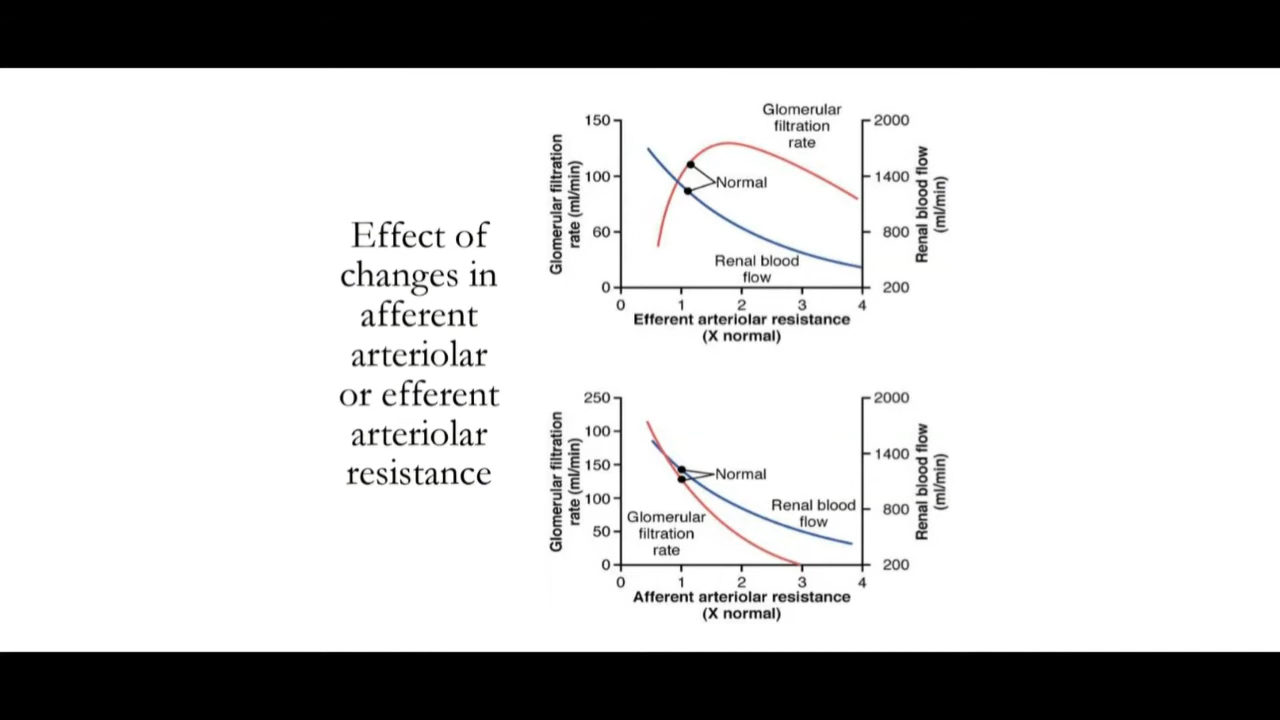 Effect of
changes in
afferent
arteriolar
or efferent
arteriolar
resistance
Glomerular
filtration
rate
150
100
60
0
Glomerular filtration
rate (ml/min)
2000
1400
800
200
Renal blood flow
(ml/min)
Normal
Renal blood
flow
0 1 2 3 4
Efferent arteriolar resistance
(X normal)
250
100
150
100
50
0
Glomerular filtration
rate (ml/min)
2000
1400
800
200
Renal blood flow
(ml/min)
Normal
Renal blood
flow
Glomerular
filtration
rate
0 1 2 3 4
Afferent arteriolar resistance
(X normal)